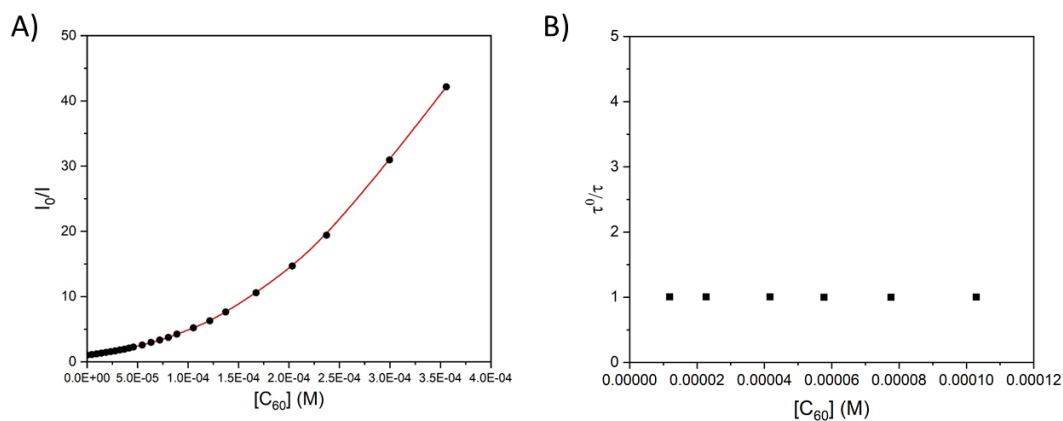 A)
50
40
30
20
10
0
I₀/I
0.0E+00 5.0E-05 1.0E-04 1.5E-04 2.0E-04 2.5E-04 3.0E-04 3.5E-04 4.0E-04
[C₆₀] (M)
B)
5
4
3
2
1
0
τ⁰/τ
0.00000 0.00002 0.00004 0.00006 0.00008 0.00010 0.00012
[C₆₀] (M)